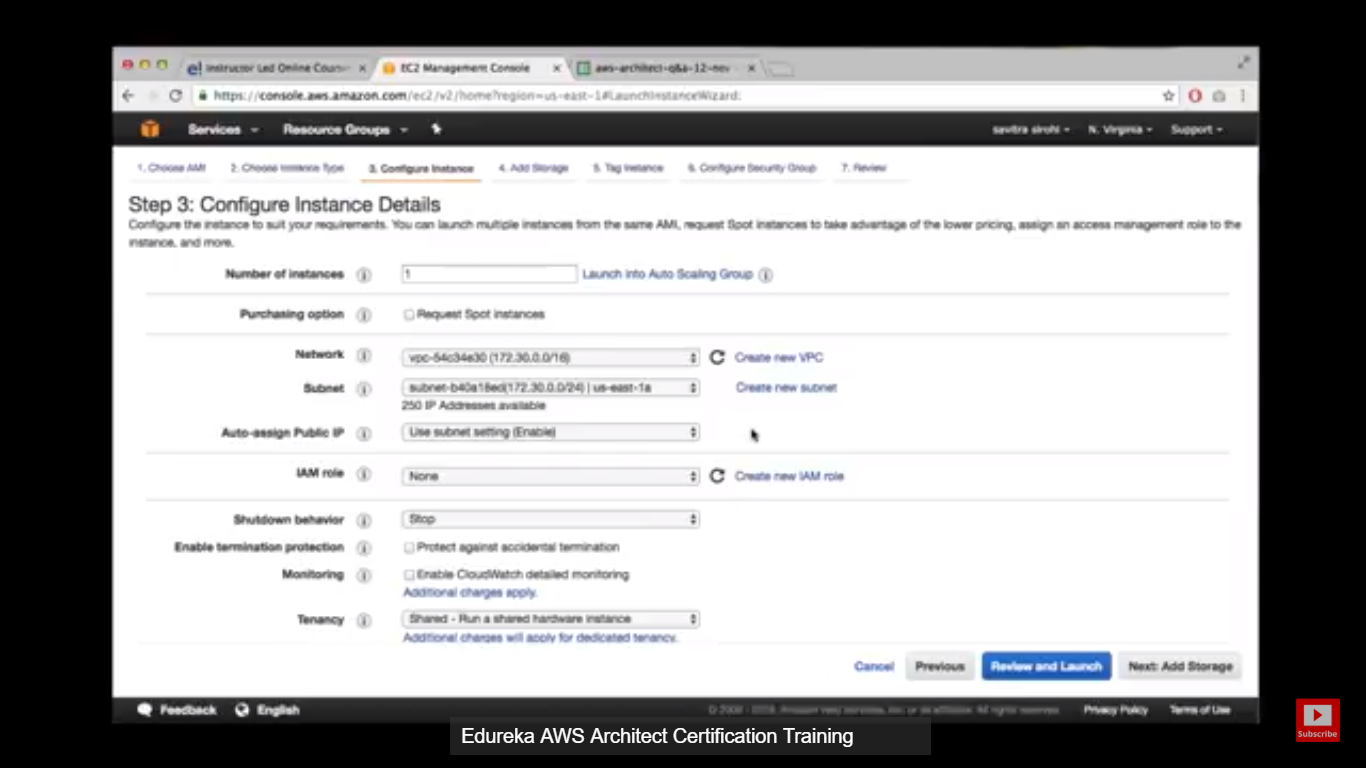 Instructor Led Online Cours
EC2 Management Console
aws-architect-q&a-12-nov
https://console.aws.amazon.com/ec2/v2/home?region=us-east-1#LaunchInstanceWizard:
Services Resource Groups savitra sirohi N. Virginia Support
1. Choose AMI 2. Choose Instance Type 3. Configure Instance 4. Add Storage 5. Tag Instance 6. Configure Security Group 7. Review
Step 3: Configure Instance Details
Configure the instance to suit your requirements. You can launch multiple instances from the same AMI, request Spot instances to take advantage of the lower pricing, assign an access management role to the
instance, and more.
Number of instances 1 Launch into Auto Scaling Group
Purchasing option Request Spot instances
Network vpc-54c34e30 (172.30.0.0/16) Create new VPC
Subnet subnet-b40a18ed(172.30.0.0/24) | us-east-1a Create new subnet
250 IP Addresses available
Auto-assign Public IP Use subnet setting (Enable)
IAM role None Create new IAM role
Shutdown behavior Stop
Enable termination protection Protect against accidental termination
Monitoring Enable CloudWatch detailed monitoring
Additional charges apply.
Tenancy Shared - Run a shared hardware instance
Additional charges will apply for dedicated tenancy.
Cancel Previous Review and Launch Next: Add Storage
Feedback English Privacy Policy Terms of Use
Edureka AWS Architect Certification Training
Subscribe